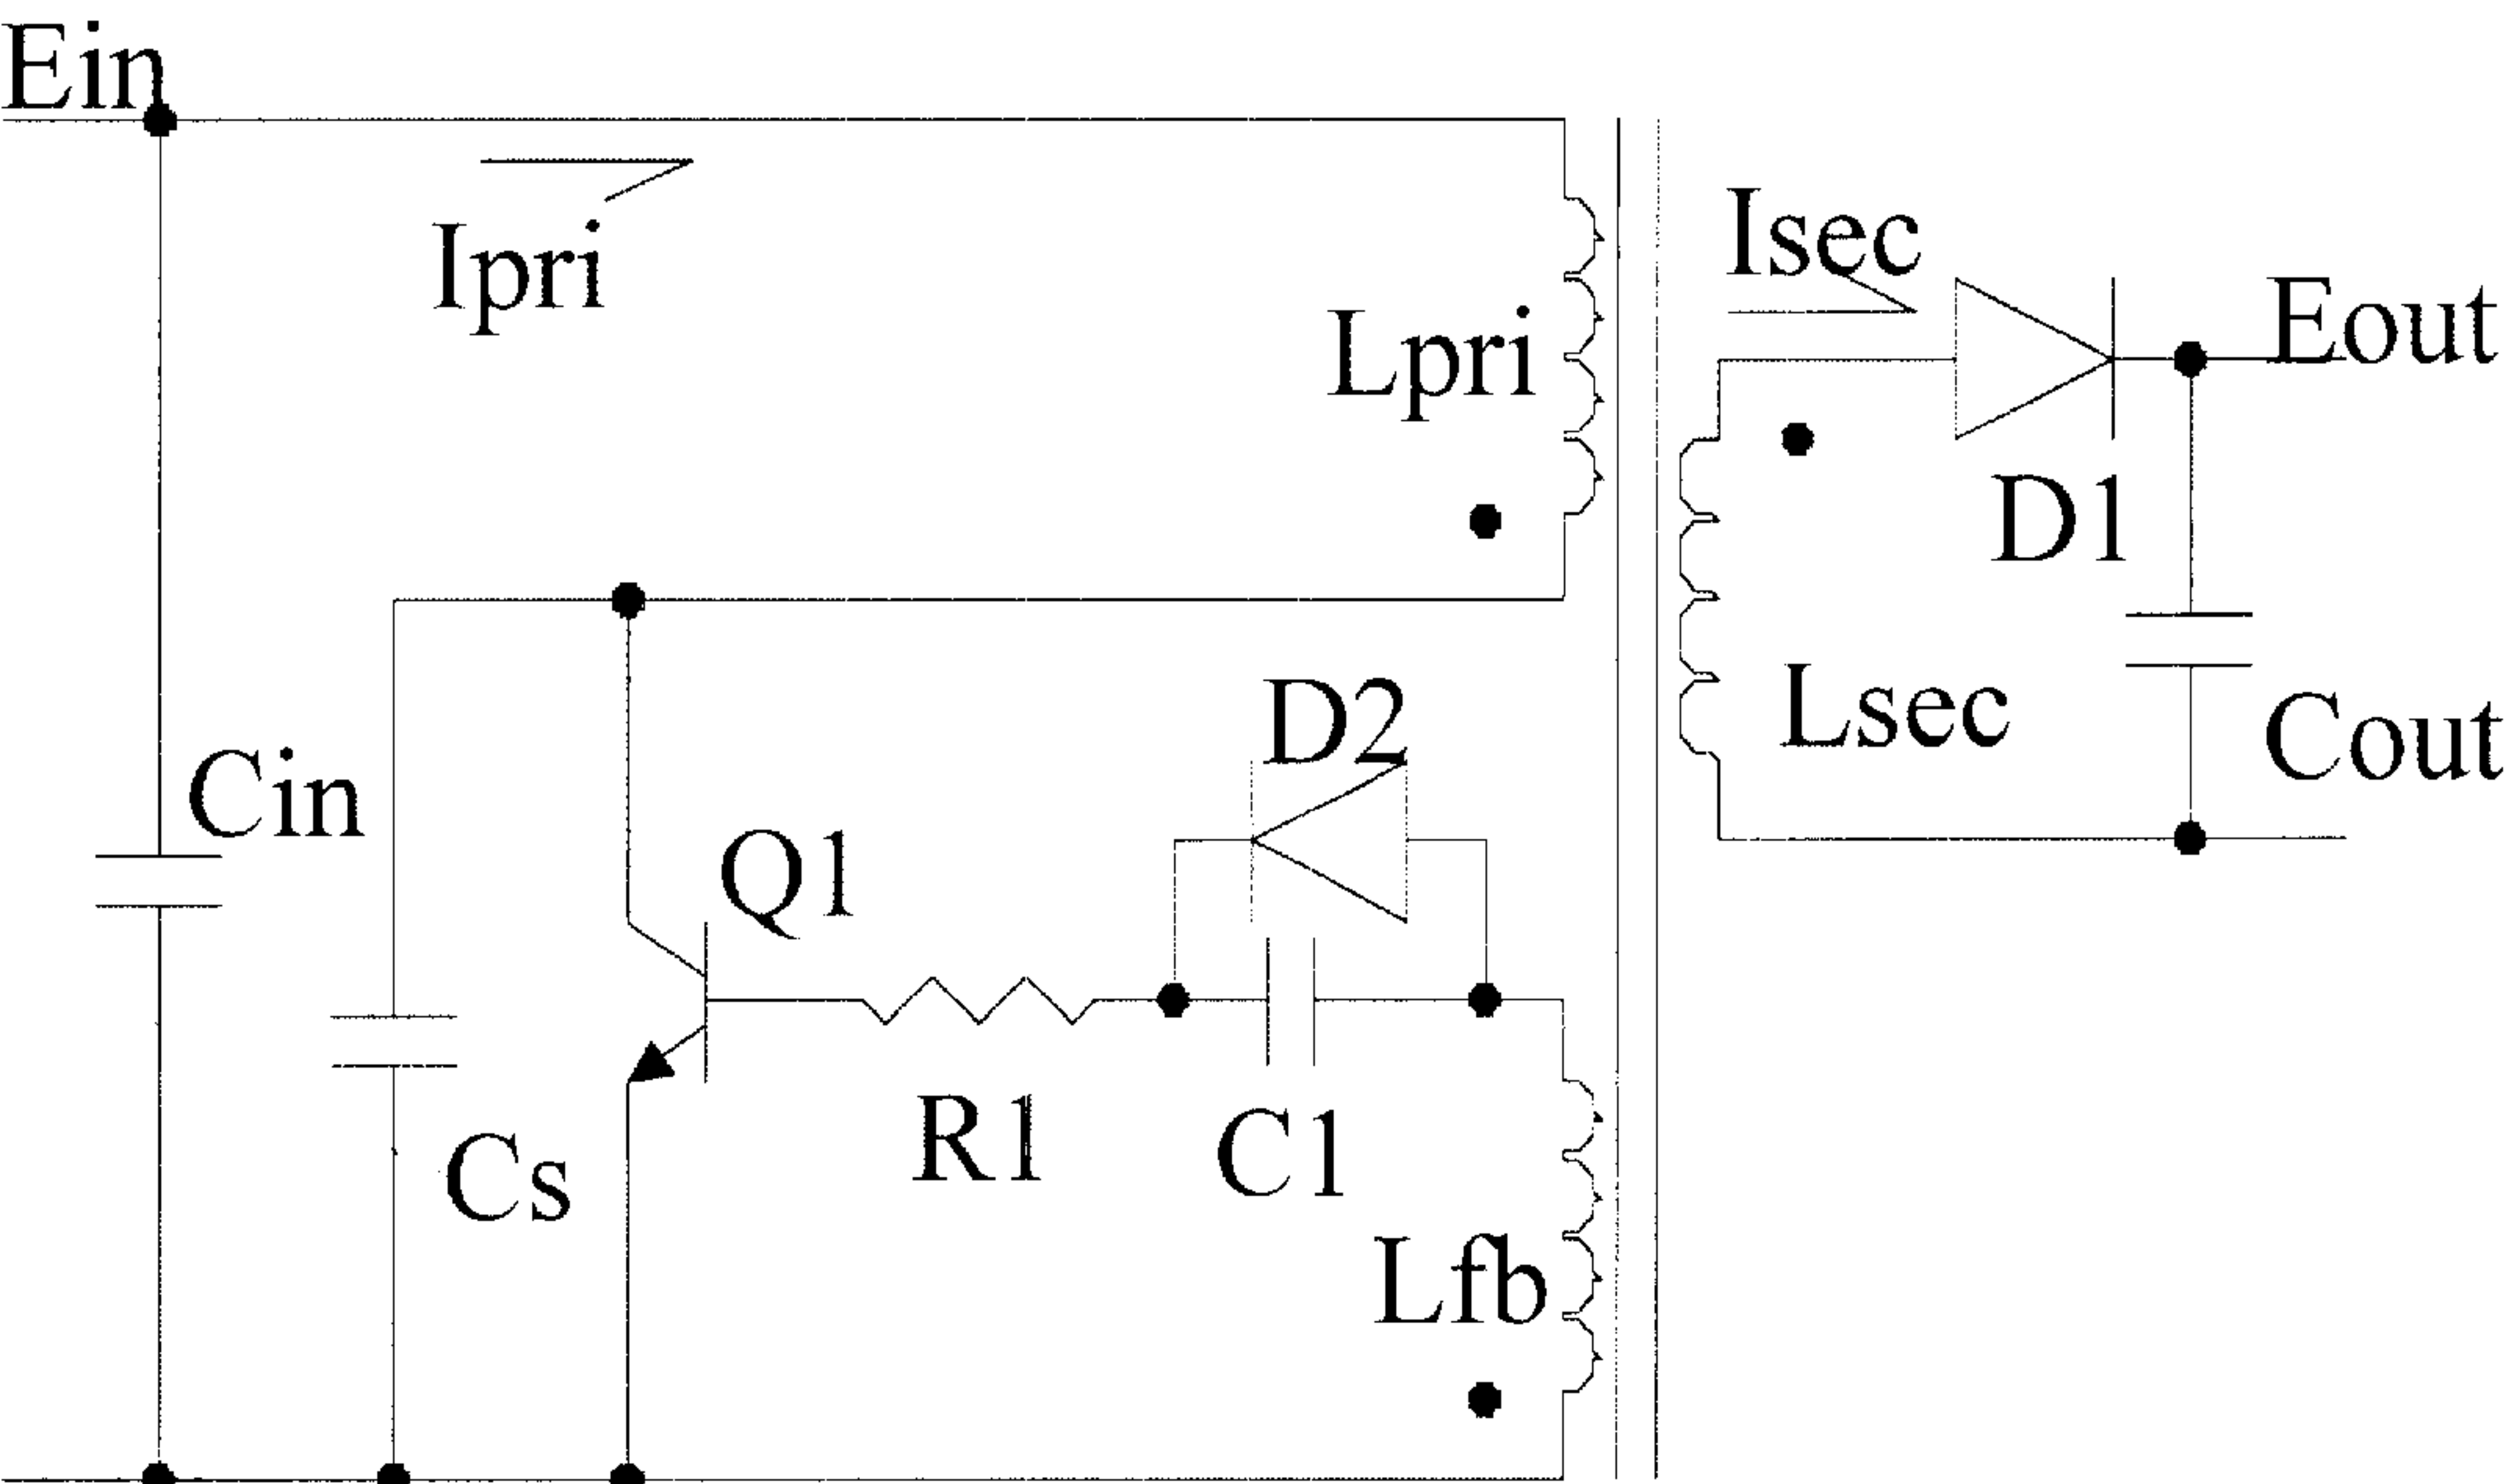 Ein
Ipri
Isec
Lpri
Eout
D1
D2
Lsec
Cout
Cin
Q1
R1
C1
Cs
Lfb